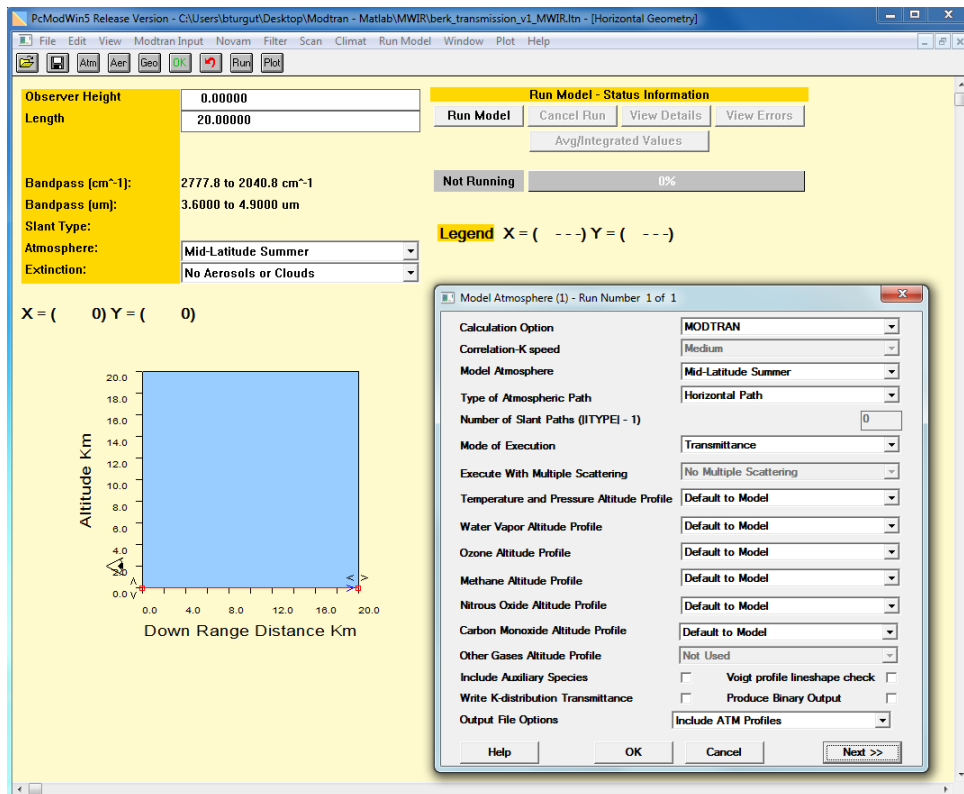 PcModWin5 Release Version - C:\Users\bturgut\Desktop\Modtran - Matlab\MWIR\berk_transmission_v1_MWIR.ltn - [Horizontal Geometry]
File Edit View Modtran Input Novam Filter Scan Climat Run Model Window Plot Help
Atm Aer Geo OK Run Plot
Observer Height 0.00000
Length 20.00000
Bandpass (cm^-1): 2777.8 to 2040.8 cm^-1
Bandpass (um): 3.6000 to 4.9000 um
Slant Type:
Atmosphere: Mid-Latitude Summer
Extinction: No Aerosols or Clouds
X = ( 0) Y = ( 0)
Run Model - Status Information
Run Model Cancel Run View Details View Errors
Avg/Integrated Values
Not Running 0%
Legend X = ( - - -) Y = ( - - -)
Altitude Km
20.0
18.0
16.0
14.0
12.0
10.0
8.0
6.0
4.0
2.0
0.0
0.0 4.0 8.0 12.0 16.0 20.0
Down Range Distance Km
Model Atmosphere (1) - Run Number 1 of 1
Calculation Option MODTRAN
Correlation-K speed Medium
Model Atmosphere Mid-Latitude Summer
Type of Atmospheric Path Horizontal Path
Number of Slant Paths (|ITYPE| - 1) 0
Mode of Execution Transmittance
Execute With Multiple Scattering No Multiple Scattering
Temperature and Pressure Altitude Profile Default to Model
Water Vapor Altitude Profile Default to Model
Ozone Altitude Profile Default to Model
Methane Altitude Profile Default to Model
Nitrous Oxide Altitude Profile Default to Model
Carbon Monoxide Altitude Profile Default to Model
Other Gases Altitude Profile Not Used
Include Auxiliary Species Voigt profile lineshape check
Write K-distribution Transmittance Produce Binary Output
Output File Options Include ATM Profiles
Help OK Cancel Next >>